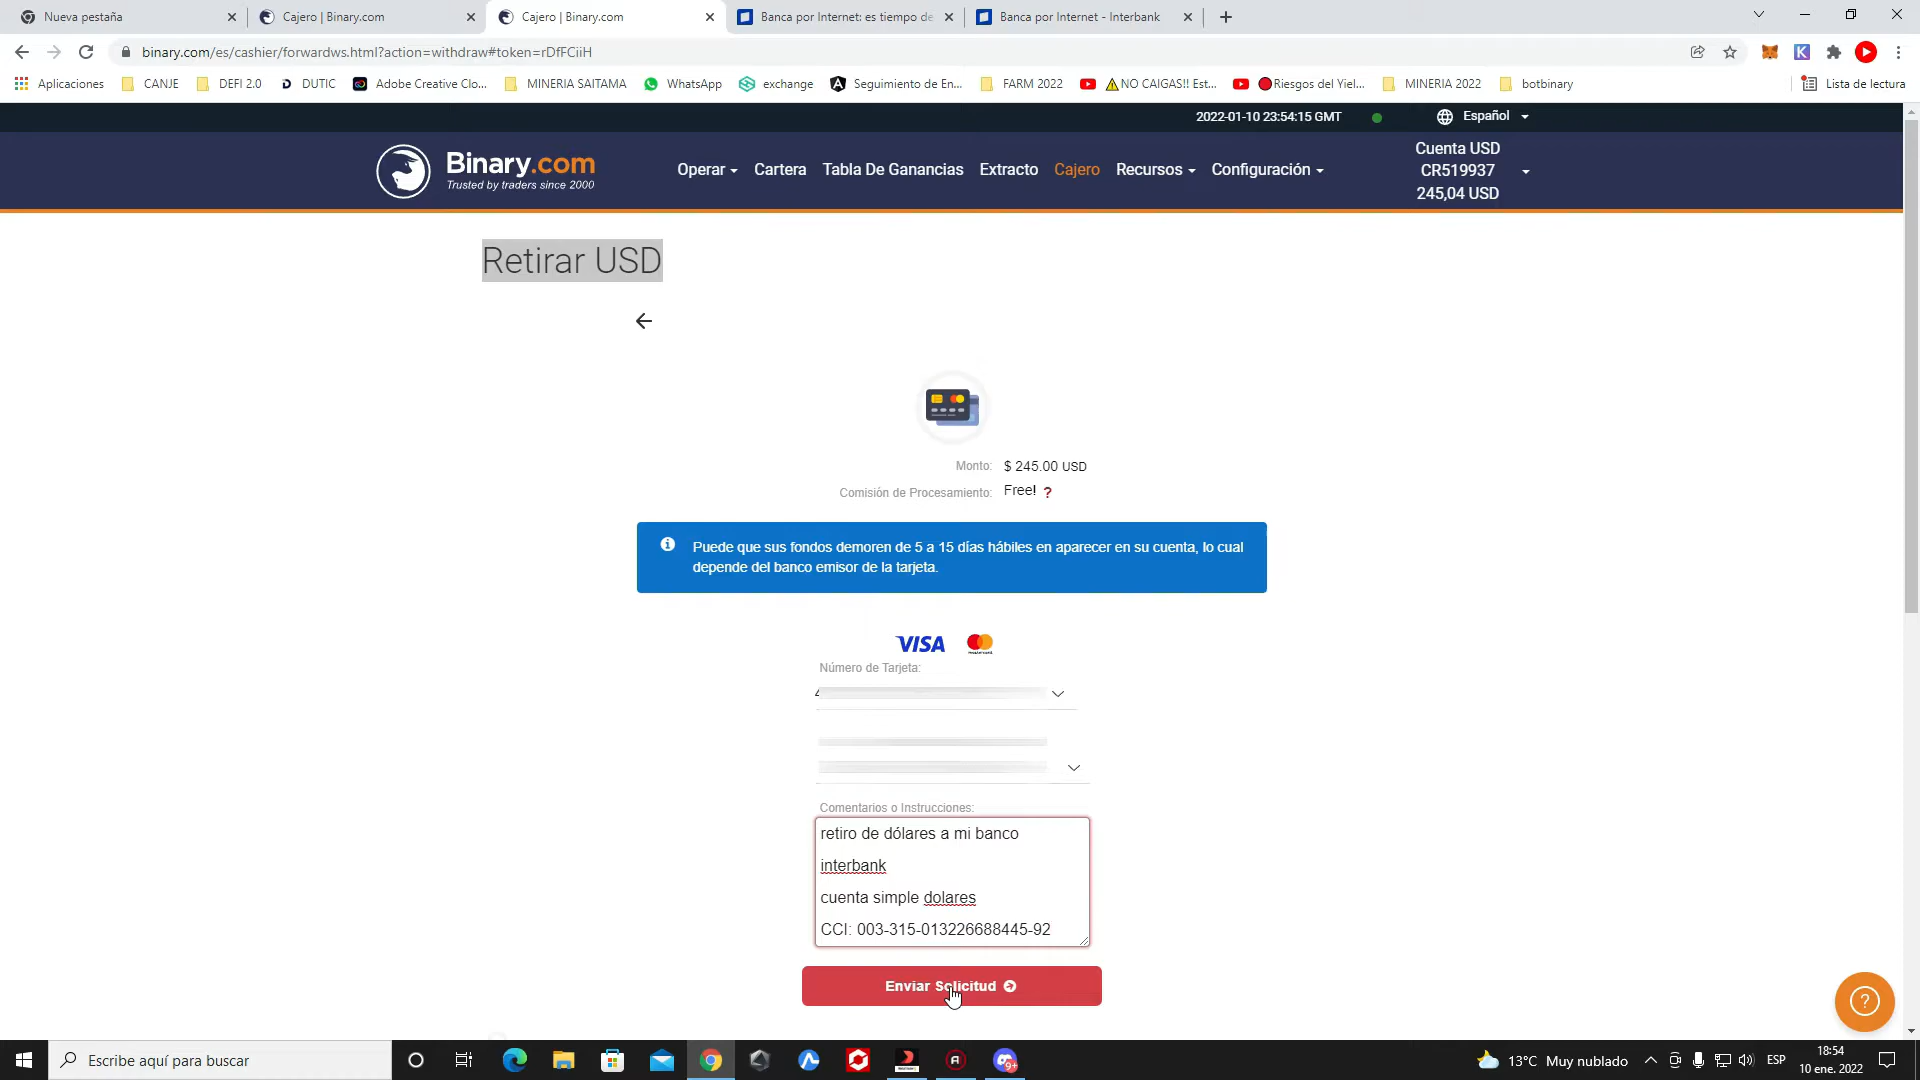 Nueva pestaña
Cajero | Binary.com
Cajero | Binary.com
Banca por Internet: es tiempo de
Banca por Internet - Interbank
binary.com/es/cashier/forwardws.html?action=withdraw#token=rDfFCiiH
Aplicaciones
CANJE
DEFI 2.0
DUTIC
Adobe Creative Clo...
MINERIA SAITAMA
WhatsApp
exchange
Seguimiento de En...
FARM 2022
NO CAIGAS!! Est...
Riesgos del Yiel...
MINERIA 2022
botbinary
Lista de lectura
2022-01-10 23:54:15 GMT
Español
Binary.com
Trusted by traders since 2000
Operar
Cartera
Tabla De Ganancias
Extracto
Cajero
Recursos
Configuración
Cuenta USD
CR519937
245,04 USD
Retirar USD
Monto: $ 245.00 USD
Comisión de Procesamiento: Free! ?
Puede que sus fondos demoren de 5 a 15 días hábiles en aparecer en su cuenta, lo cual
depende del banco emisor de la tarjeta.
VISA
mastercard
Número de Tarjeta:
Comentarios o Instrucciones:
retiro de dólares a mi banco
interbank
cuenta simple dolares
CCI: 003-315-013226688445-92
Enviar Solicitud
?
Escribe aquí para buscar
9+
13°C Muy nublado
ESP
18:54
10 ene. 2022